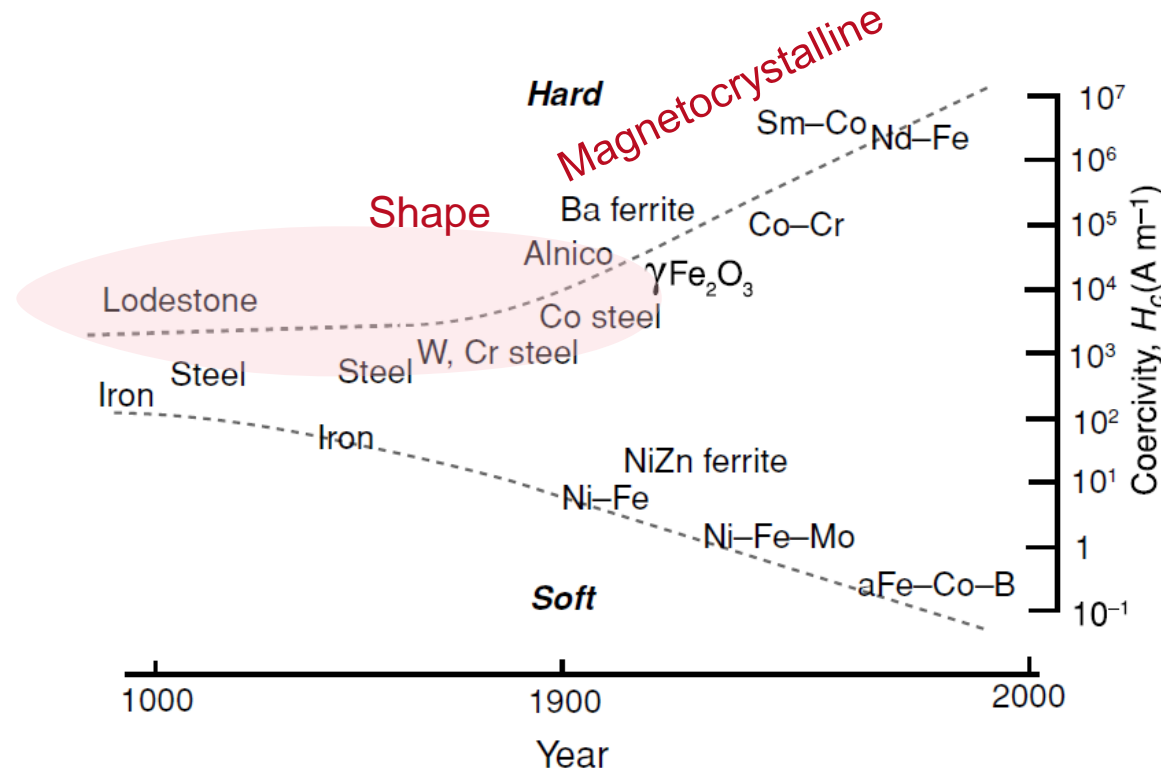 Magnetocrystalline
Hard
Shape
Sm–Co
Nd–Fe
Ba ferrite
Co–Cr
Alnico
γFe₂O₃
Lodestone
Co steel
W, Cr steel
Steel
Steel
Iron
Iron
NiZn ferrite
Ni–Fe
Ni–Fe–Mo
aFe–Co–B
Soft
10⁷
10⁶
10⁵
10⁴
10³
10²
10¹
1
10⁻¹
Coercivity, H_C(A m⁻¹)
1000
1900
2000
Year